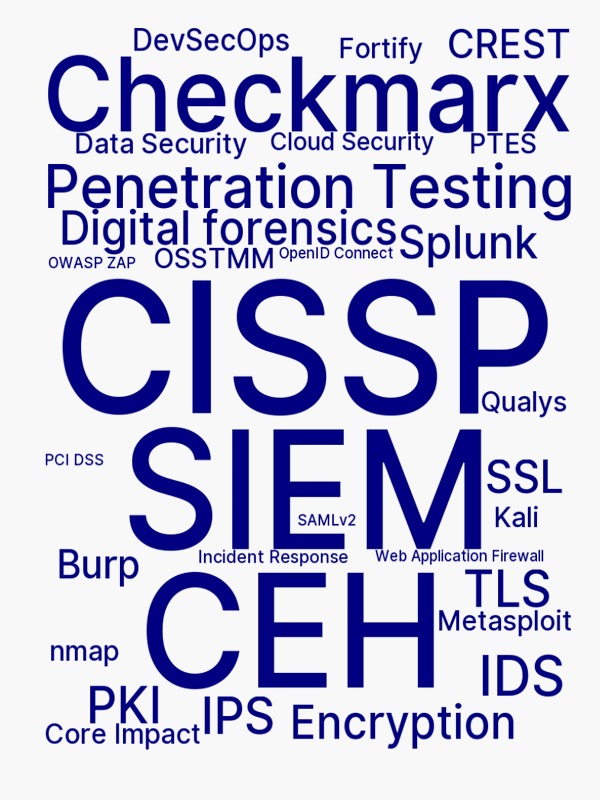 DevSecOps
Fortify
CREST
Checkmarx
Data Security
Cloud Security
PTES
Penetration Testing
Digital forensics
Splunk
OWASP ZAP
OSSTMM
OpenID Connect
CISSP
Qualys
SIEM
PCI DSS
SSL
SAMLv2
Kali
Burp
Incident Response
Web Application Firewall
CEH
TLS
Metasploit
nmap
IDS
PKI
IPS
Encryption
Core Impact